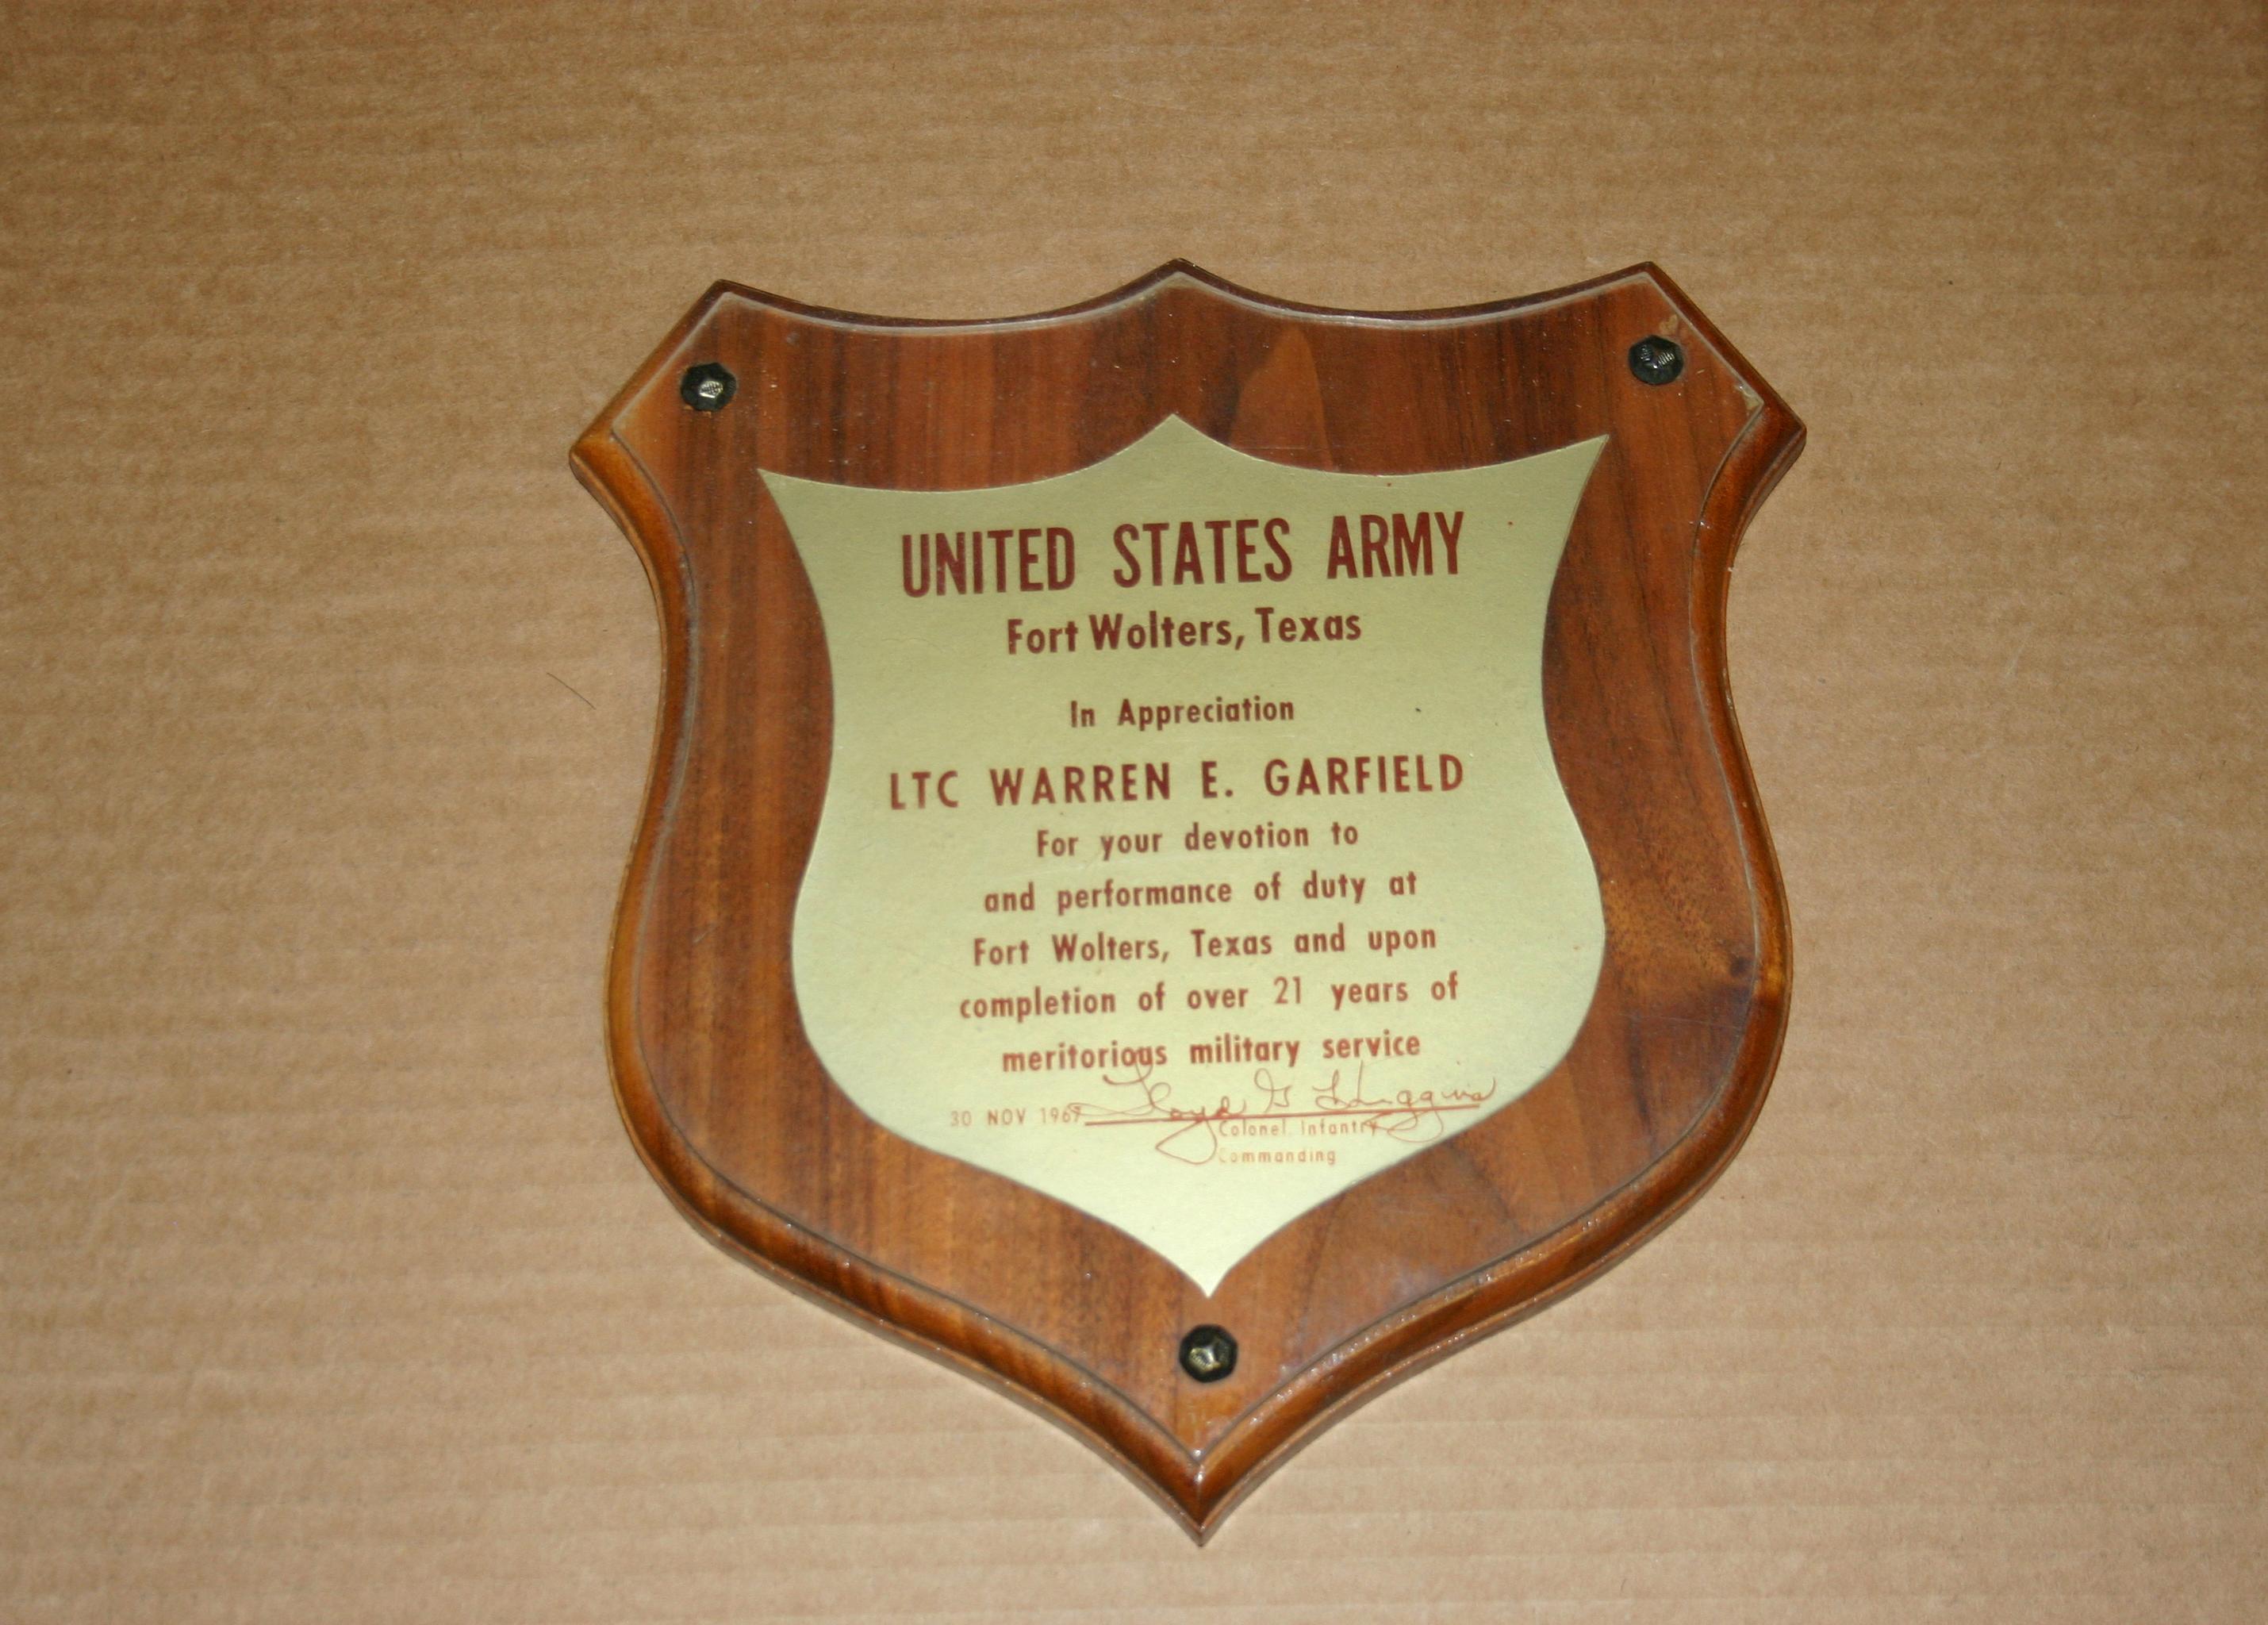 UNITED STATES ARMY
Fort Wolters, Texas
In Appreciation
LTC WARREN E. GARFIELD
For your devotion to
and performance of duty at
Fort Wolters, Texas and upon
completion of over 21 years of
meritorious military service
Floyd G Higgins
30 NOV 1969
Colonel, Infantry
Commanding